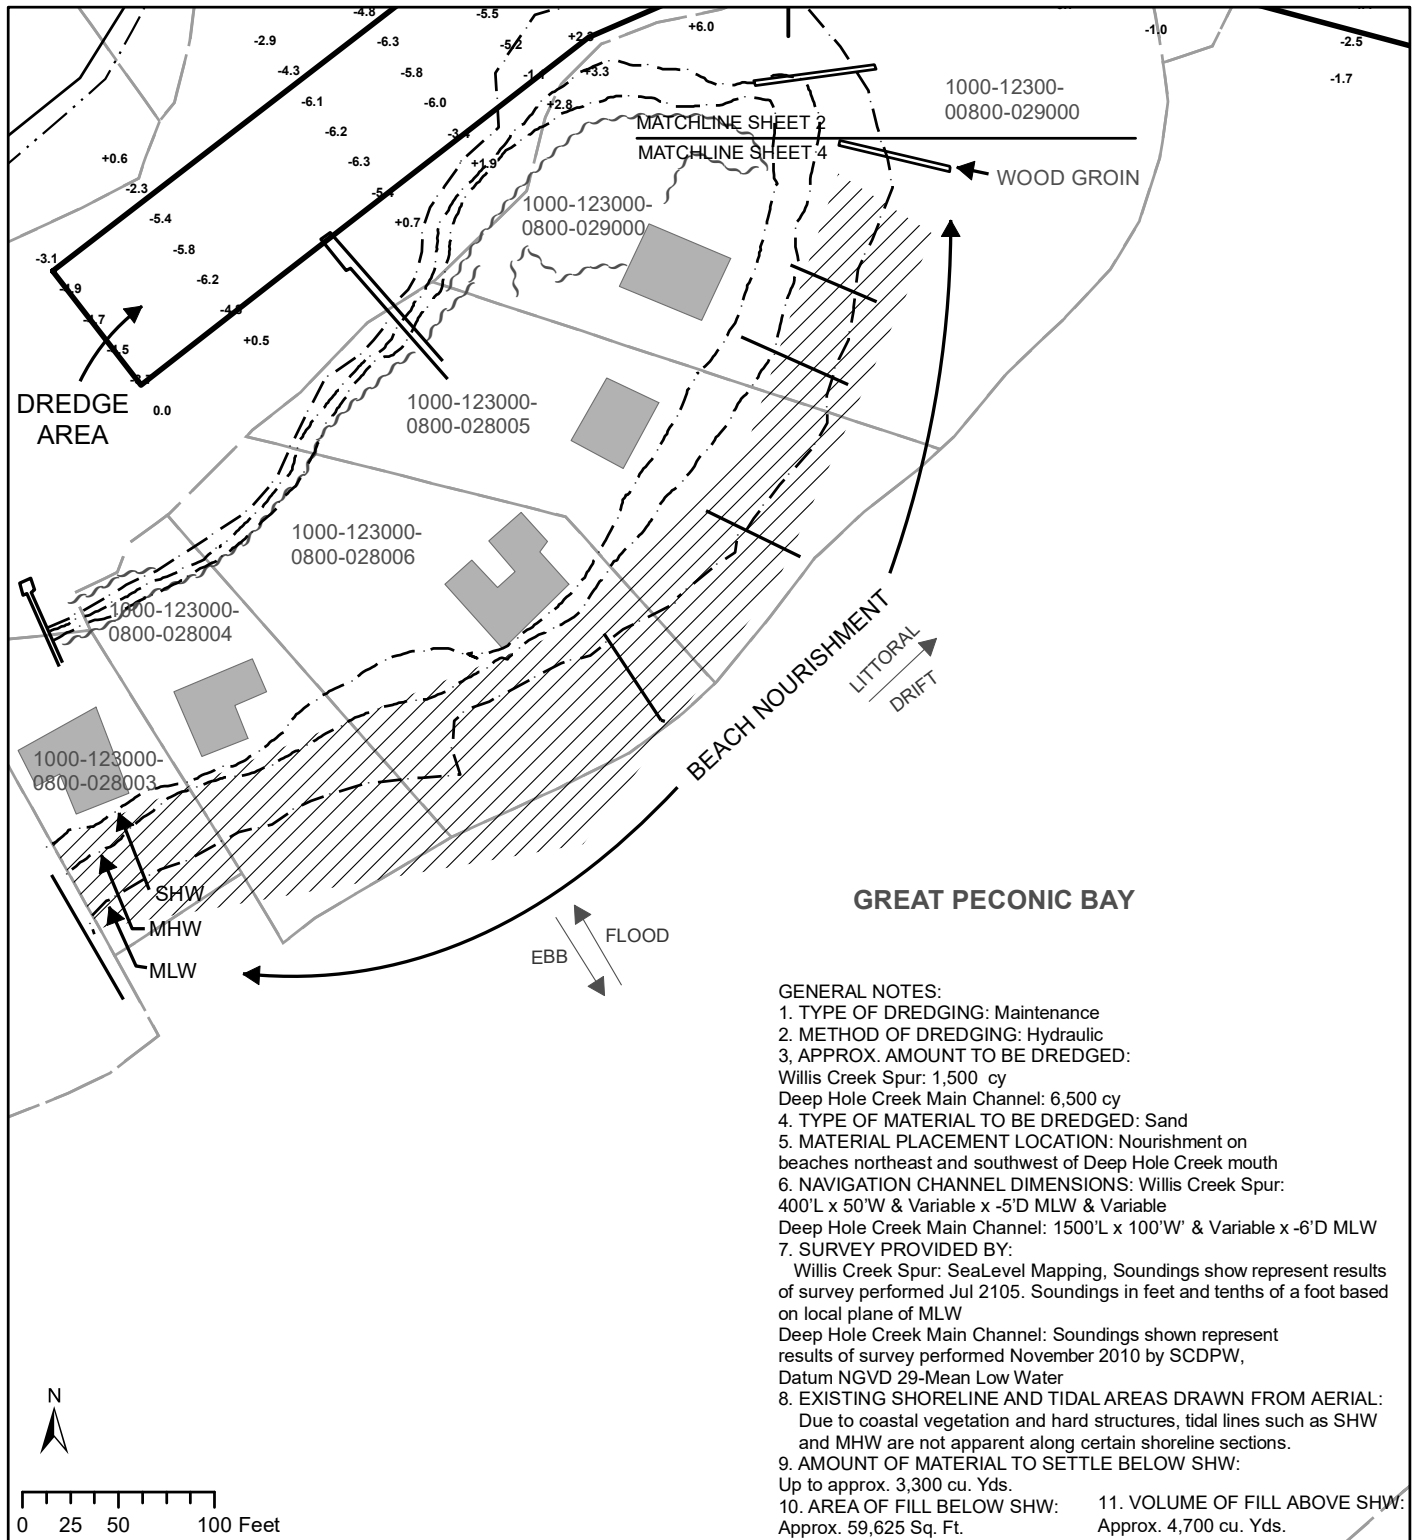 -4.8
-5.5
+6.0
-1.0
-2.9
-6.3
-5.2
-2.5
-4.3
-5.8
+3.3
-1.7
-6.1
-6.0
+2.8
1000-12300-
00800-029000
-6.2
-3.4
MATCHLINE SHEET 2
+0.6
-6.3
+1.9
MATCHLINE SHEET 4
WOOD GROIN
-2.3
-5.4
-5.4
+0.7
1000-123000-
0800-029000
-5.8
-3.1
-6.2
+0.5
DREDGE
AREA
0.0
1000-123000-
0800-028005
1000-123000-
0800-028006
1000-123000-
0800-028004
1000-123000-
0800-028003
BEACH NOURISHMENT
LITTORAL
DRIFT
SHW
MHW
MLW
EBB
FLOOD
GREAT PECONIC BAY
GENERAL NOTES:
1. TYPE OF DREDGING: Maintenance
2. METHOD OF DREDGING: Hydraulic
3, APPROX. AMOUNT TO BE DREDGED:
Willis Creek Spur: 1,500 cy
Deep Hole Creek Main Channel: 6,500 cy
4. TYPE OF MATERIAL TO BE DREDGED: Sand
5. MATERIAL PLACEMENT LOCATION: Nourishment on
beaches northeast and southwest of Deep Hole Creek mouth
6. NAVIGATION CHANNEL DIMENSIONS: Willis Creek Spur:
400'L x 50'W & Variable x -5'D MLW & Variable
Deep Hole Creek Main Channel: 1500'L x 100'W' & Variable x -6'D MLW
7. SURVEY PROVIDED BY:
Willis Creek Spur: SeaLevel Mapping, Soundings show represent results
of survey performed Jul 2105. Soundings in feet and tenths of a foot based
on local plane of MLW
Deep Hole Creek Main Channel: Soundings shown represent
results of survey performed November 2010 by SCDPW,
Datum NGVD 29-Mean Low Water
8. EXISTING SHORELINE AND TIDAL AREAS DRAWN FROM AERIAL:
Due to coastal vegetation and hard structures, tidal lines such as SHW
and MHW are not apparent along certain shoreline sections.
9. AMOUNT OF MATERIAL TO SETTLE BELOW SHW:
Up to approx. 3,300 cu. Yds.
10. AREA OF FILL BELOW SHW:
Approx. 59,625 Sq. Ft.
11. VOLUME OF FILL ABOVE SHW:
Approx. 4,700 cu. Yds.
N
0 25 50 100 Feet